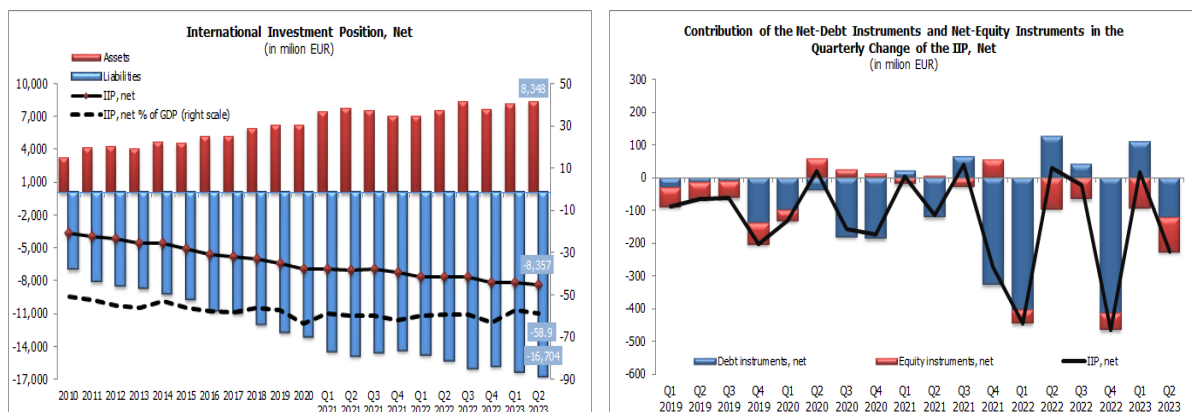 International Investment Position, Net
(in milion EUR)
Assets
Liabilities
IIP, net
IIP, net % of GDP (right scale)
10,000
7,000
4,000
1,000
-2,000
-5,000
-8,000
-11,000
-14,000
-17,000
50
30
10
-10
-30
-50
-70
-90
8,348
-8,357
-58.9
-16,704
2010 2011 2012 2013 2014 2015 2016 2017 2018 2019 2020 Q1 Q2 Q3 Q4 Q1 Q2 Q3 Q4 Q1 Q2
2021 2021 2021 2021 2022 2022 2022 2022 2023 2023
Contribution of the Net-Debt Instruments and Net-Equity Instruments in the
Quarterly Change of the IIP, Net
(in milion EUR)
300
200
100
0
-100
-200
-300
-400
-500
-600
Debt instruments, net
Equity instruments, net
IIP, net
Q1 Q2 Q3 Q4 Q1 Q2 Q3 Q4 Q1 Q2 Q3 Q4 Q1 Q2 Q3 Q4 Q1 Q2
2019 2019 2019 2019 2020 2020 2020 2020 2021 2021 2021 2021 2022 2022 2022 2022 2023 2023